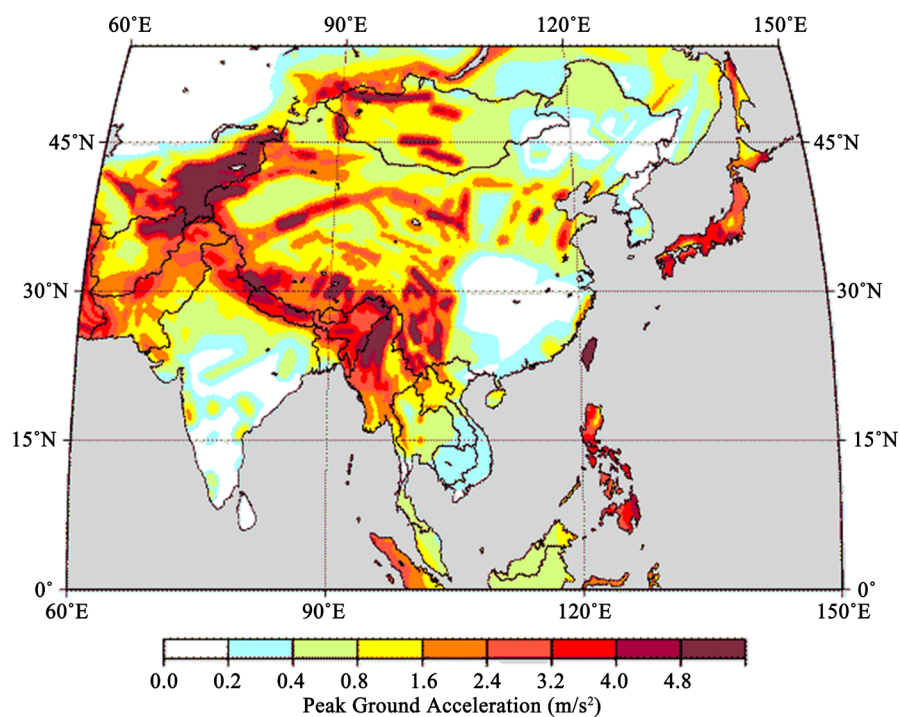 60˚E 90˚E 120˚E 150˚E
45˚N 45˚N
30˚N 30˚N
15˚N 15˚N
0˚ 0˚
60˚E 90˚E 120˚E 150˚E
0.0 0.2 0.4 0.8 1.6 2.4 3.2 4.0 4.8
Peak Ground Acceleration (m/s²)